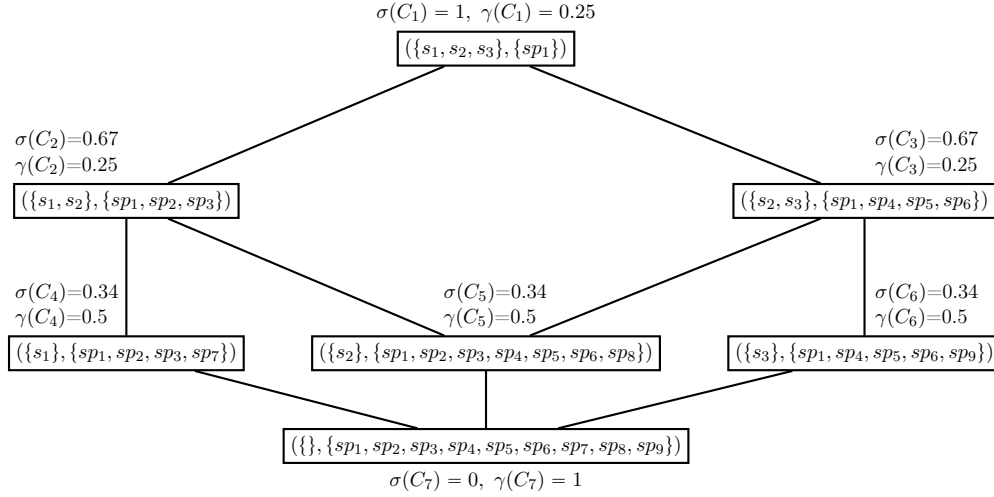 σ(C₁) = 1, γ(C₁) = 0.25
({s₁, s₂, s₃}, {sp₁})
σ(C₂)=0.67
γ(C₂)=0.25
σ(C₃)=0.67
γ(C₃)=0.25
({s₁, s₂}, {sp₁, sp₂, sp₃})
({s₂, s₃}, {sp₁, sp₄, sp₅, sp₆})
σ(C₄)=0.34
γ(C₄)=0.5
σ(C₅)=0.34
γ(C₅)=0.5
σ(C₆)=0.34
γ(C₆)=0.5
({s₁}, {sp₁, sp₂, sp₃, sp₇})
({s₂}, {sp₁, sp₂, sp₃, sp₄, sp₅, sp₆, sp₈})
({s₃}, {sp₁, sp₄, sp₅, sp₆, sp₉})
({}, {sp₁, sp₂, sp₃, sp₄, sp₅, sp₆, sp₇, sp₈, sp₉})
σ(C₇) = 0, γ(C₇) = 1